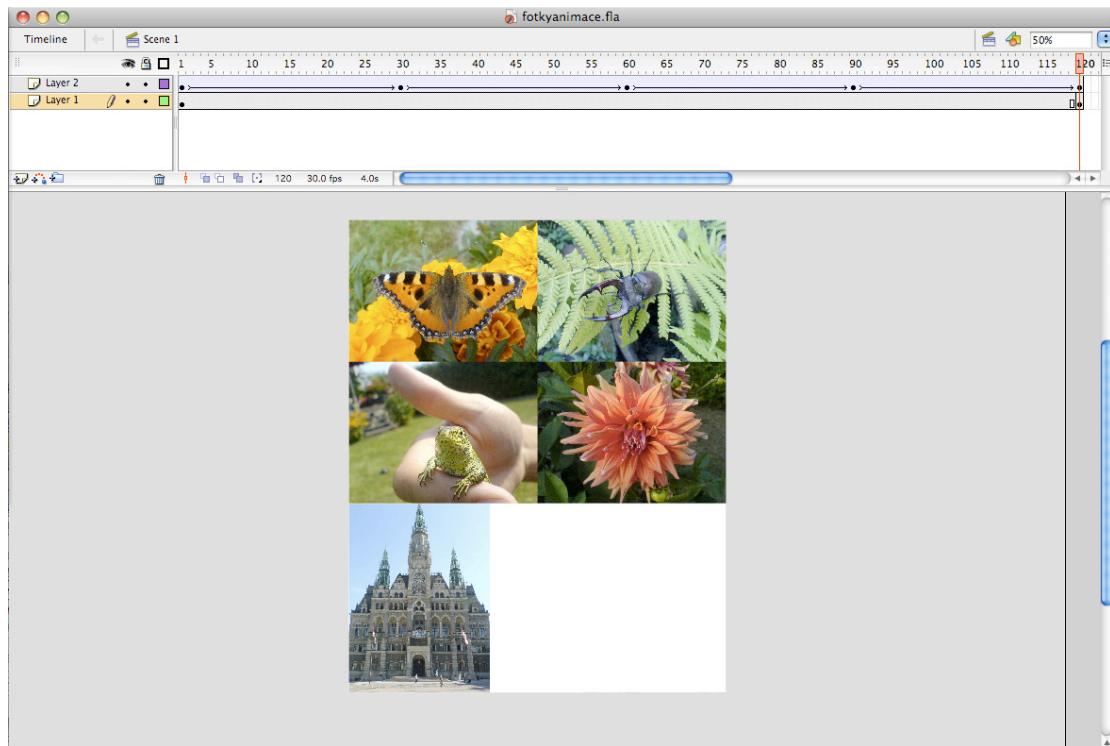 fotkyanimace.fla
Timeline Scene 1 50%
1 5 10 15 20 25 30 35 40 45 50 55 60 65 70 75 80 85 90 95 100 105 110 115 120
Layer 2
Layer 1
120 30.0 fps 4.0s